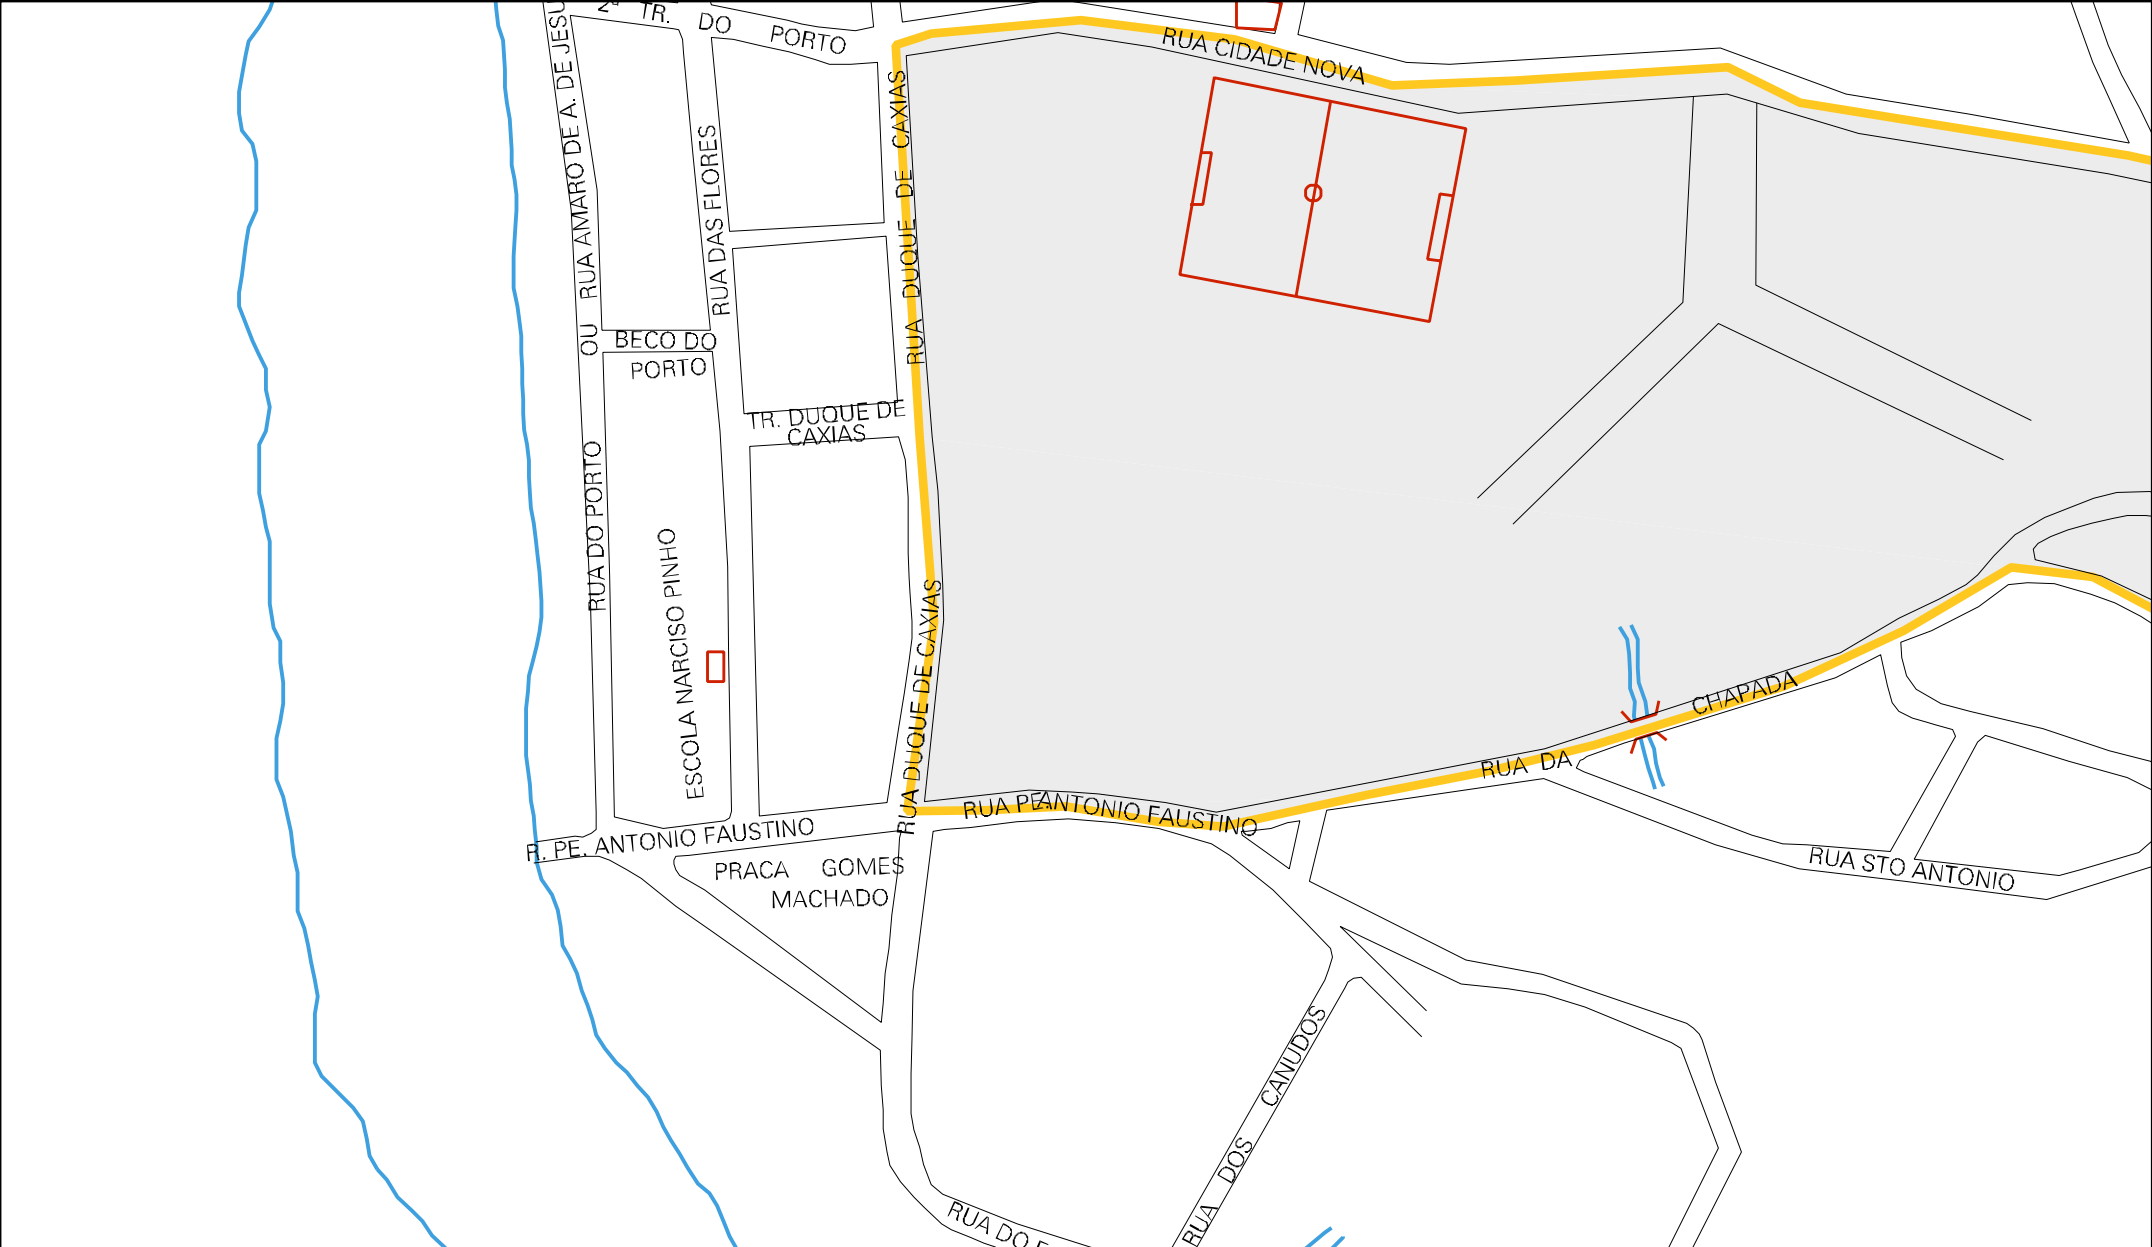 2ª TR. DO PORTO
RUA CIDADE NOVA
RUA AMARO DE A. DE JESU
OU
RUA DO PORTO
RUA DAS FLORES
RUA DUQUE DE CAXIAS
BECO DO
PORTO
TR. DUQUE DE
CAXIAS
ESCOLA NARCISO PINHO
RUA DUQUE DE CAXIAS
R. PE. ANTONIO FAUSTINO
RUA PE. ANTONIO FAUSTINO
RUA DA CHAPADA
PRACA GOMES
MACHADO
RUA STO ANTONIO
RUA DOS CANUDOS
RUA DO